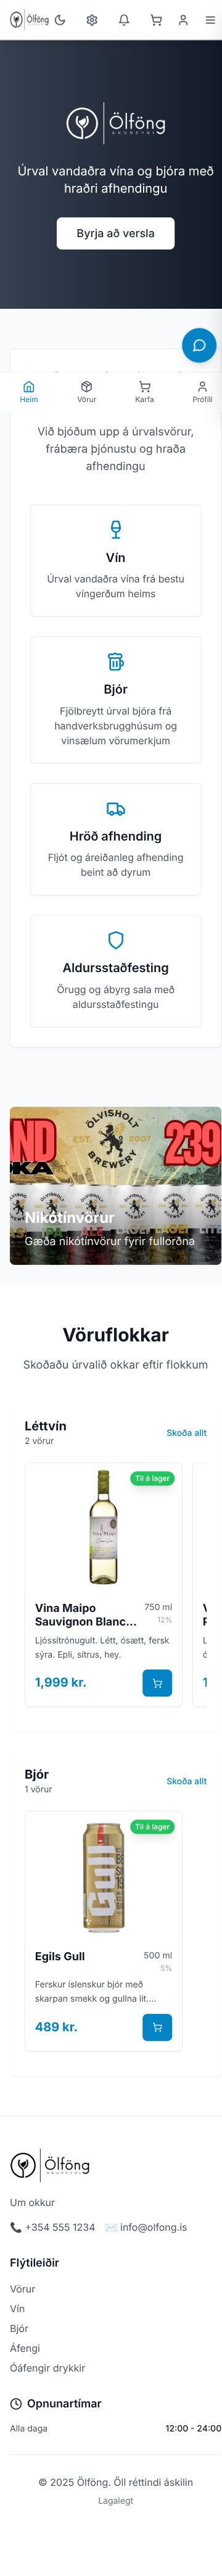 Ölföng
AKUREYRI
Ölföng
AKUREYRI
Úrval vandaðra vína og bjóra með
hraðri afhendingu
Byrja að versla
Heim
Vörur
Karfa
Prófíll
Við bjóðum upp á úrvalsvörur,
frábæra þjónustu og hraða
afhendingu
Vín
Úrval vandaðra vína frá bestu
víngerðum heims
Bjór
Fjölbreytt úrval bjóra frá
handverksbrugghúsum og
vinsælum vörumerkjum
Hröð afhending
Fljót og áreiðanleg afhending
beint að dyrum
Aldursstaðfesting
Örugg og ábyrg sala með
aldursstaðfestingu
ÖLVISHOLT
EST. 2007
BREWERY
239
Nikótínvörur
Gæða nikótínvörur fyrir fullorðna
Vöruflokkar
Skoðaðu úrvalið okkar eftir flokkum
Léttvín
2 vörur
Skoða allt
Til á lager
VINA MAIPO
Vina Maipo
Sauvignon Blanc...
750 ml
12%
Ljóssítrónugult. Létt, ósætt, fersk
sýra. Epli, sítrus, hey.
1,999 kr.
Bjór
1 vörur
Skoða allt
Til á lager
Gull
Egils Gull
500 ml
5%
Ferskur íslenskur bjór með
skarpan smekk og gullna lit....
489 kr.
Ölföng
AKUREYRI
Um okkur
📞 +354 555 1234 ✉️ info@olfong.is
Flýtileiðir
Vörur
Vín
Bjór
Áfengi
Óáfengir drykkir
Opnunartímar
Alla daga 12:00 - 24:00
© 2025 Ölföng. Öll réttindi áskilin
Lagalegt